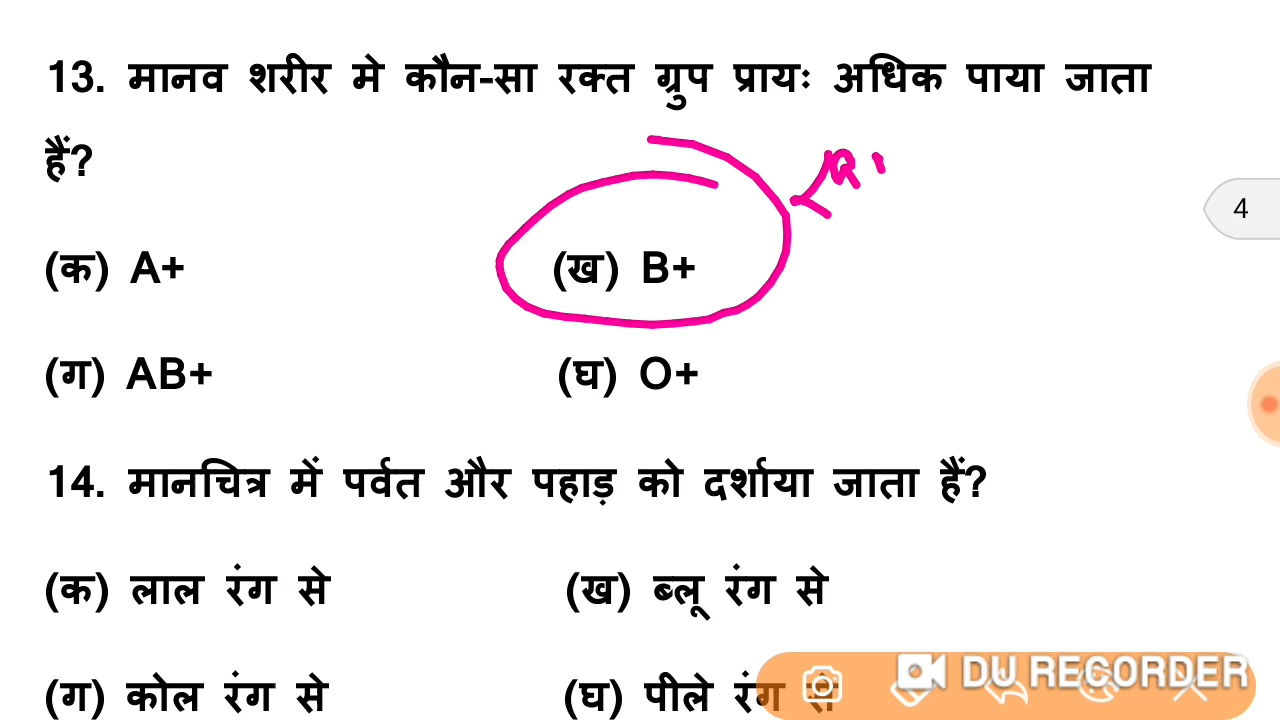 13. मानव शरीर मे कौन-सा रक्त ग्रुप प्रायः अधिक पाया जाता
हैं?
(क) A+ (ख) B+
(ग) AB+ (घ) O+
4
14. मानचित्र में पर्वत और पहाड़ को दर्शाया जाता हैं?
(क) लाल रंग से (ख) ब्लू रंग से
(ग) कोल रंग से (घ) पीले रंग से
DU RECORDER